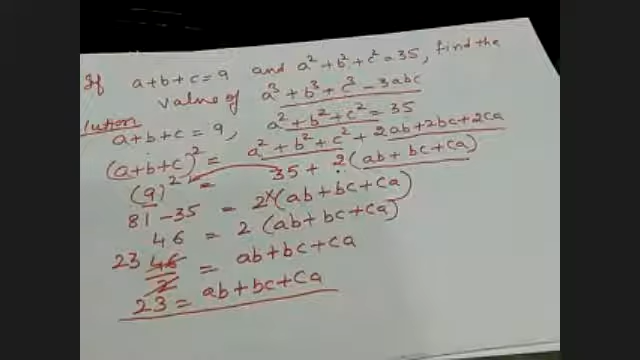 If a+b+c=9 and a²+b²+c²=35, find the
value of a³+b³+c³-3abc
lution
a+b+c=9, a²+b²+c²=35
(a+b+c)² = a²+b²+c²+2ab+2bc+2ca
(9)² = 35+2(ab+bc+ca)
81-35 = 2×(ab+bc+ca)
46 = 2(ab+bc+ca)
23 46/2 = ab+bc+ca
23 = ab+bc+ca